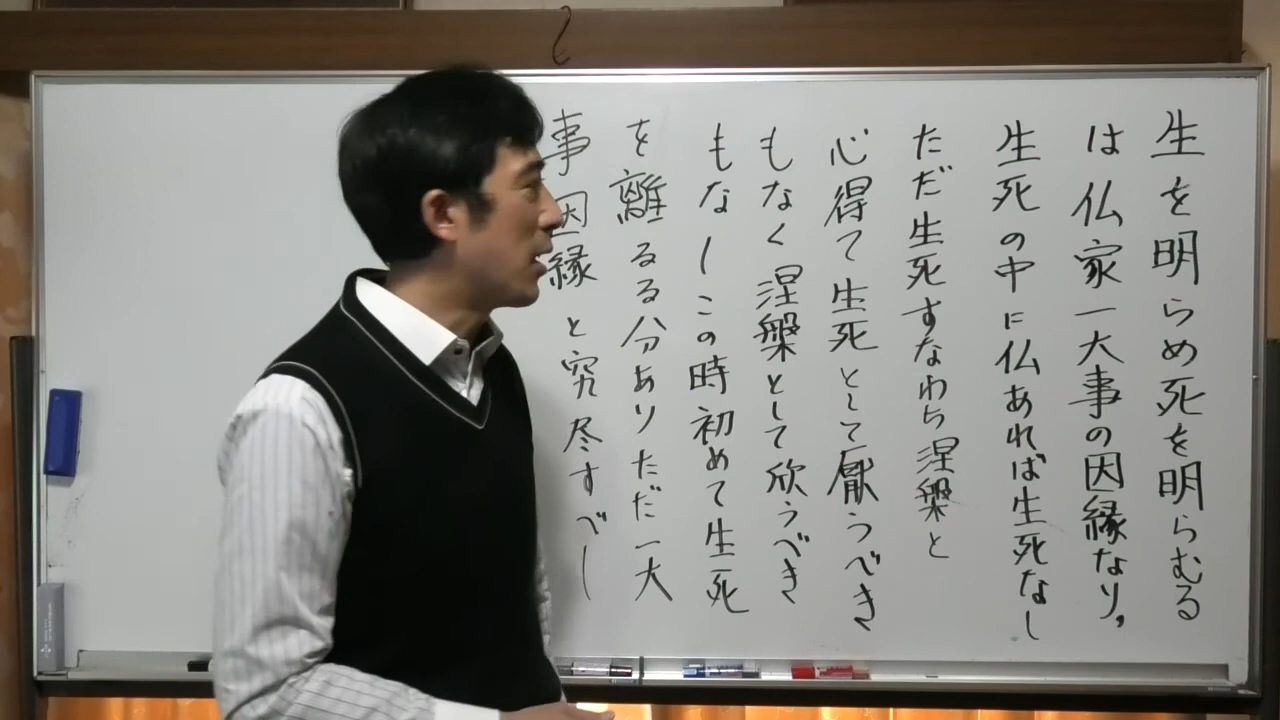 生を明らめ死を明らむる
は仏家一大事の因縁なり，
生死の中に仏あれば生死なし
ただ生死すなわち涅槃と
心得て生死として厭うべき
もなく涅槃として欣うべき
もなしこの時初めて生死
を離るる分ありただ一大
事因縁と究尽すべし